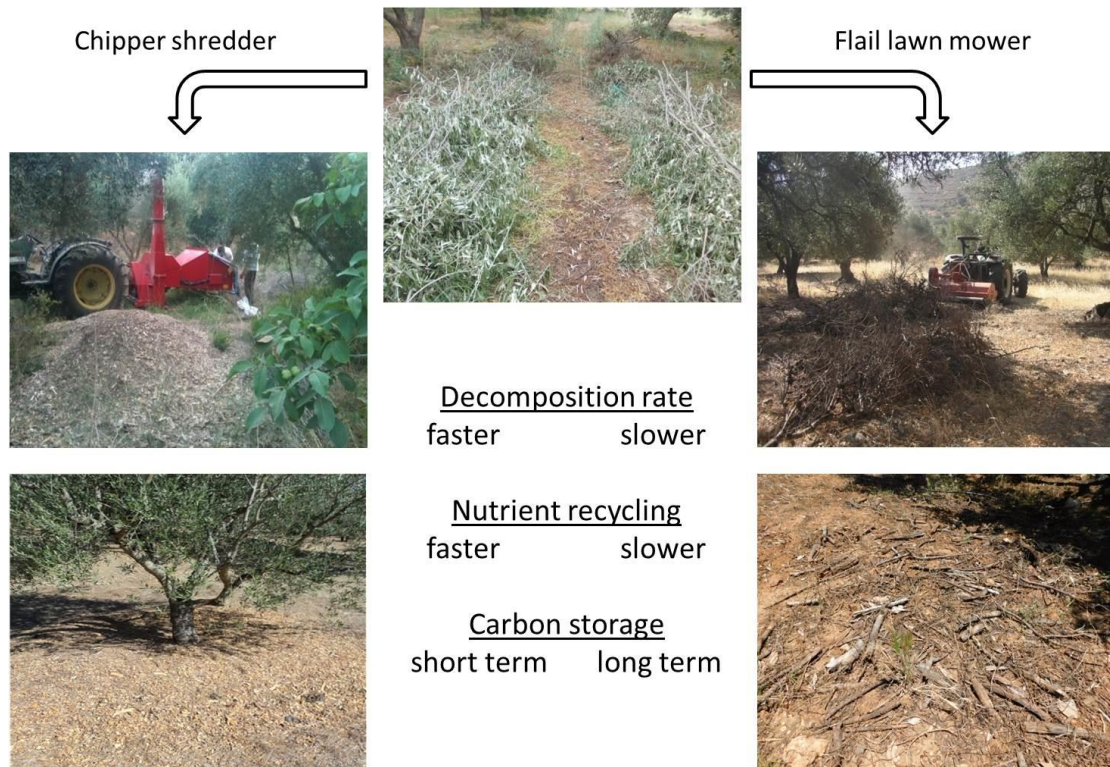 Chipper shredder
Flail lawn mower
Decomposition rate
faster slower
Nutrient recycling
faster slower
Carbon storage
short term long term